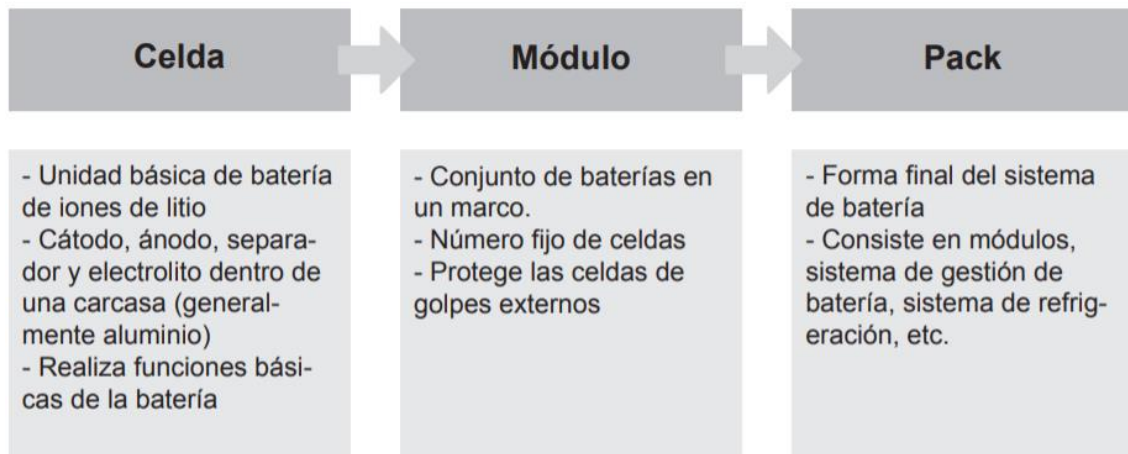 Celda
Módulo
Pack
- Unidad básica de batería
de iones de litio
- Cátodo, ánodo, separa-
dor y electrolito dentro de
una carcasa (general-
mente aluminio)
- Realiza funciones bási-
cas de la batería
- Conjunto de baterías en
un marco.
- Número fijo de celdas
- Protege las celdas de
golpes externos
- Forma final del sistema
de batería
- Consiste en módulos,
sistema de gestión de
batería, sistema de refrig-
eración, etc.